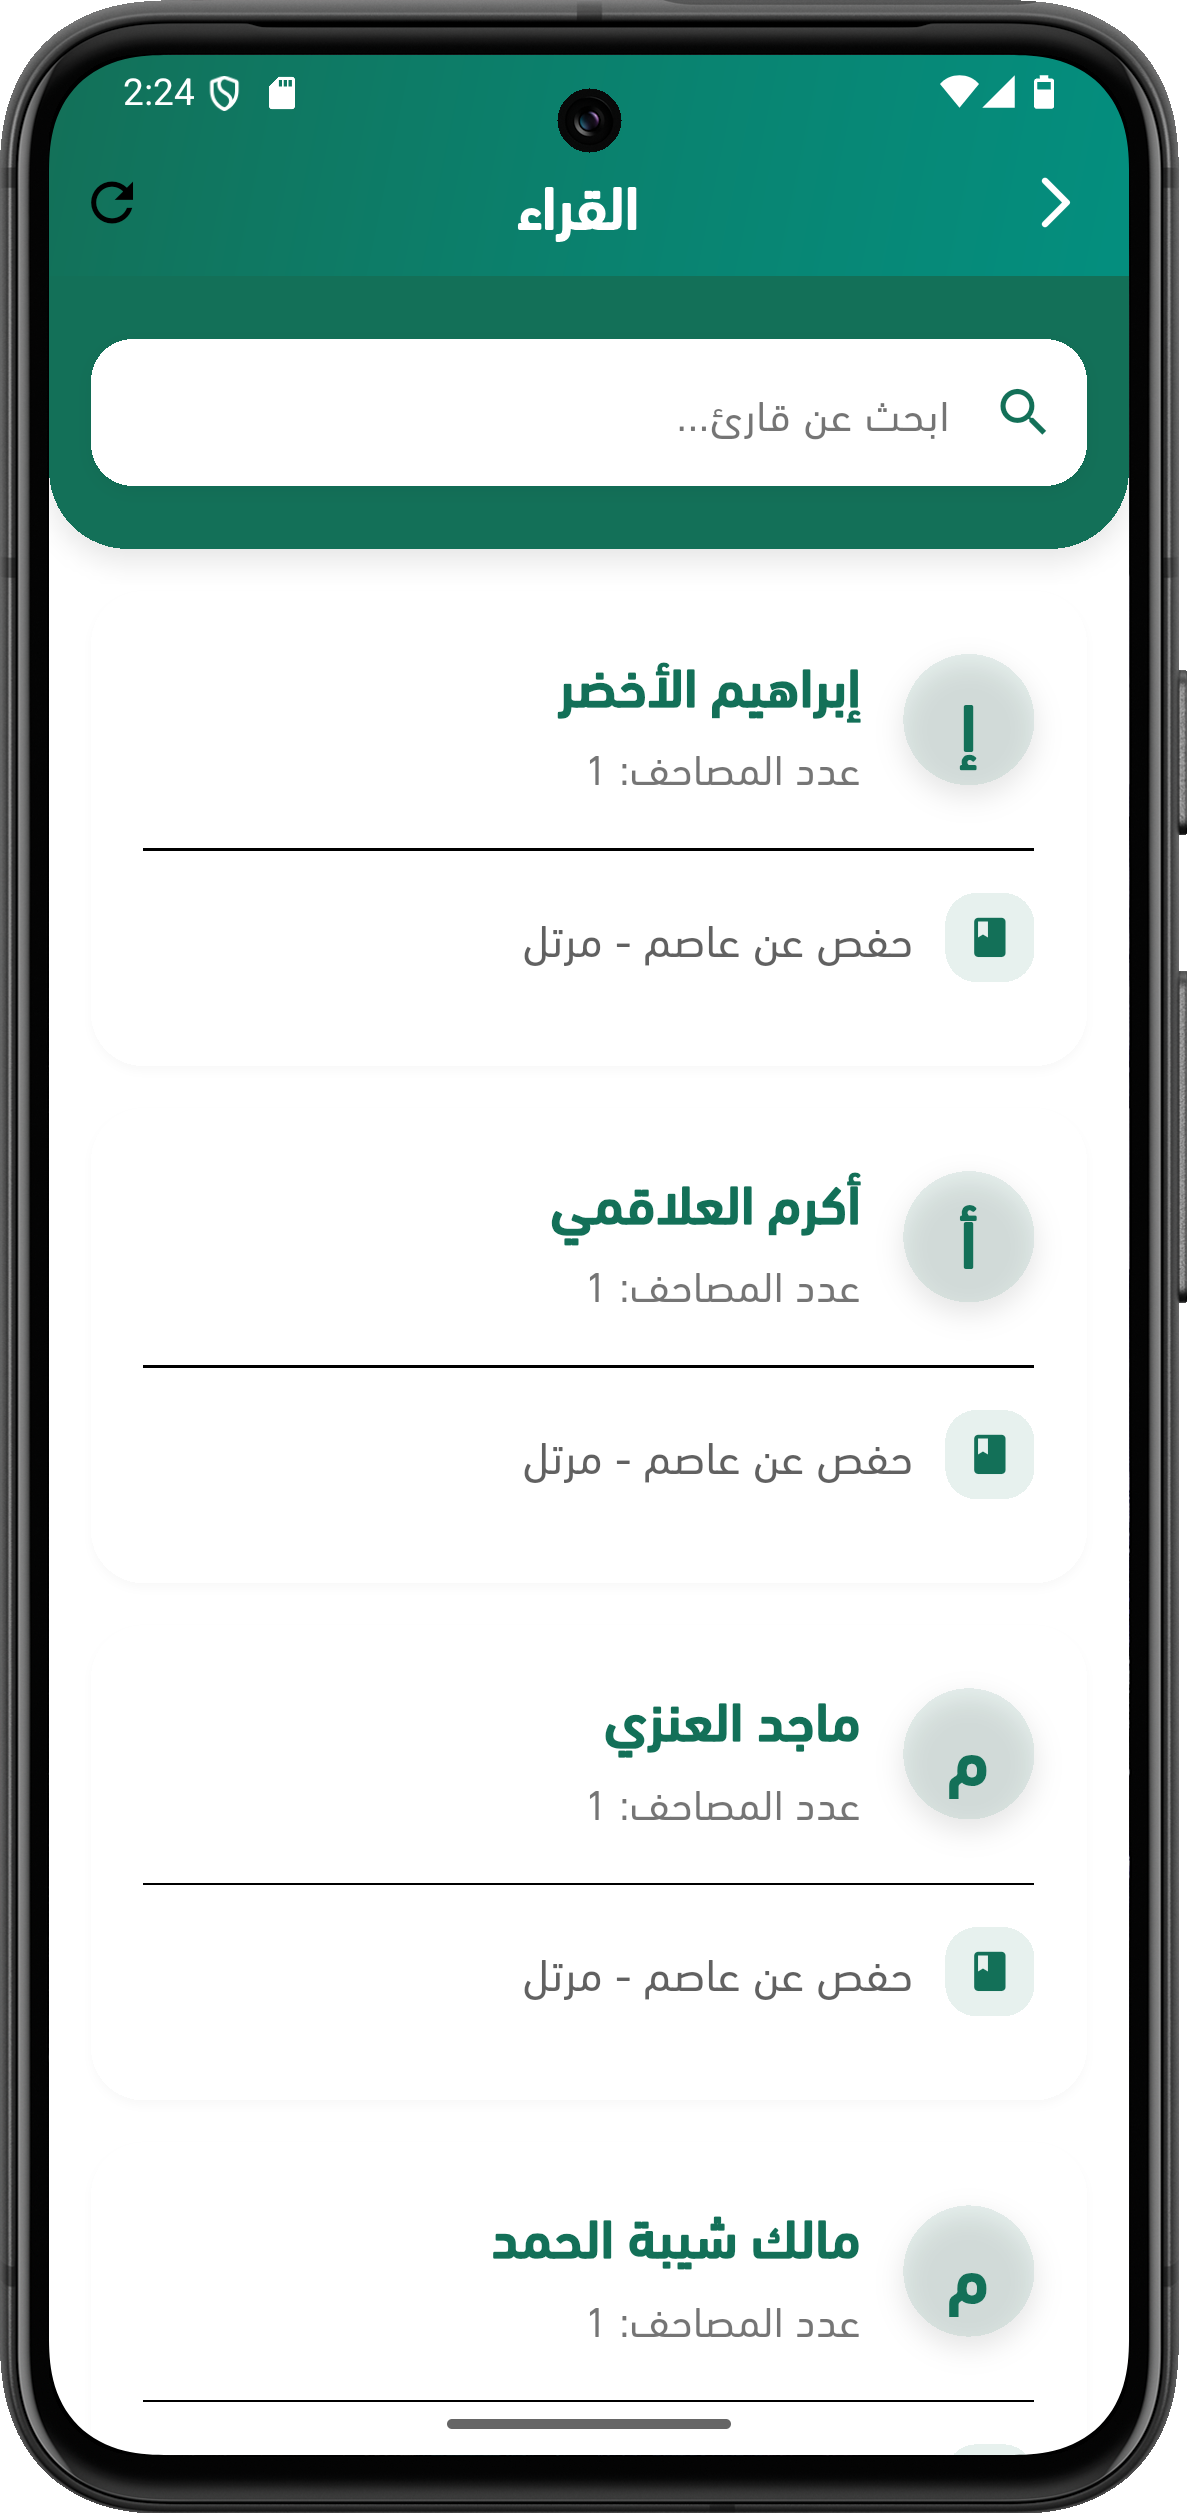 2:24
القراء
ابحث عن قارئ...
إ
إبراهيم الأخضر
عدد المصاحف: 1
حفص عن عاصم - مرتل
أ
أكرم العلاقمي
عدد المصاحف: 1
حفص عن عاصم - مرتل
م
ماجد العنزي
عدد المصاحف: 1
حفص عن عاصم - مرتل
م
مالك شيبة الحمد
عدد المصاحف: 1